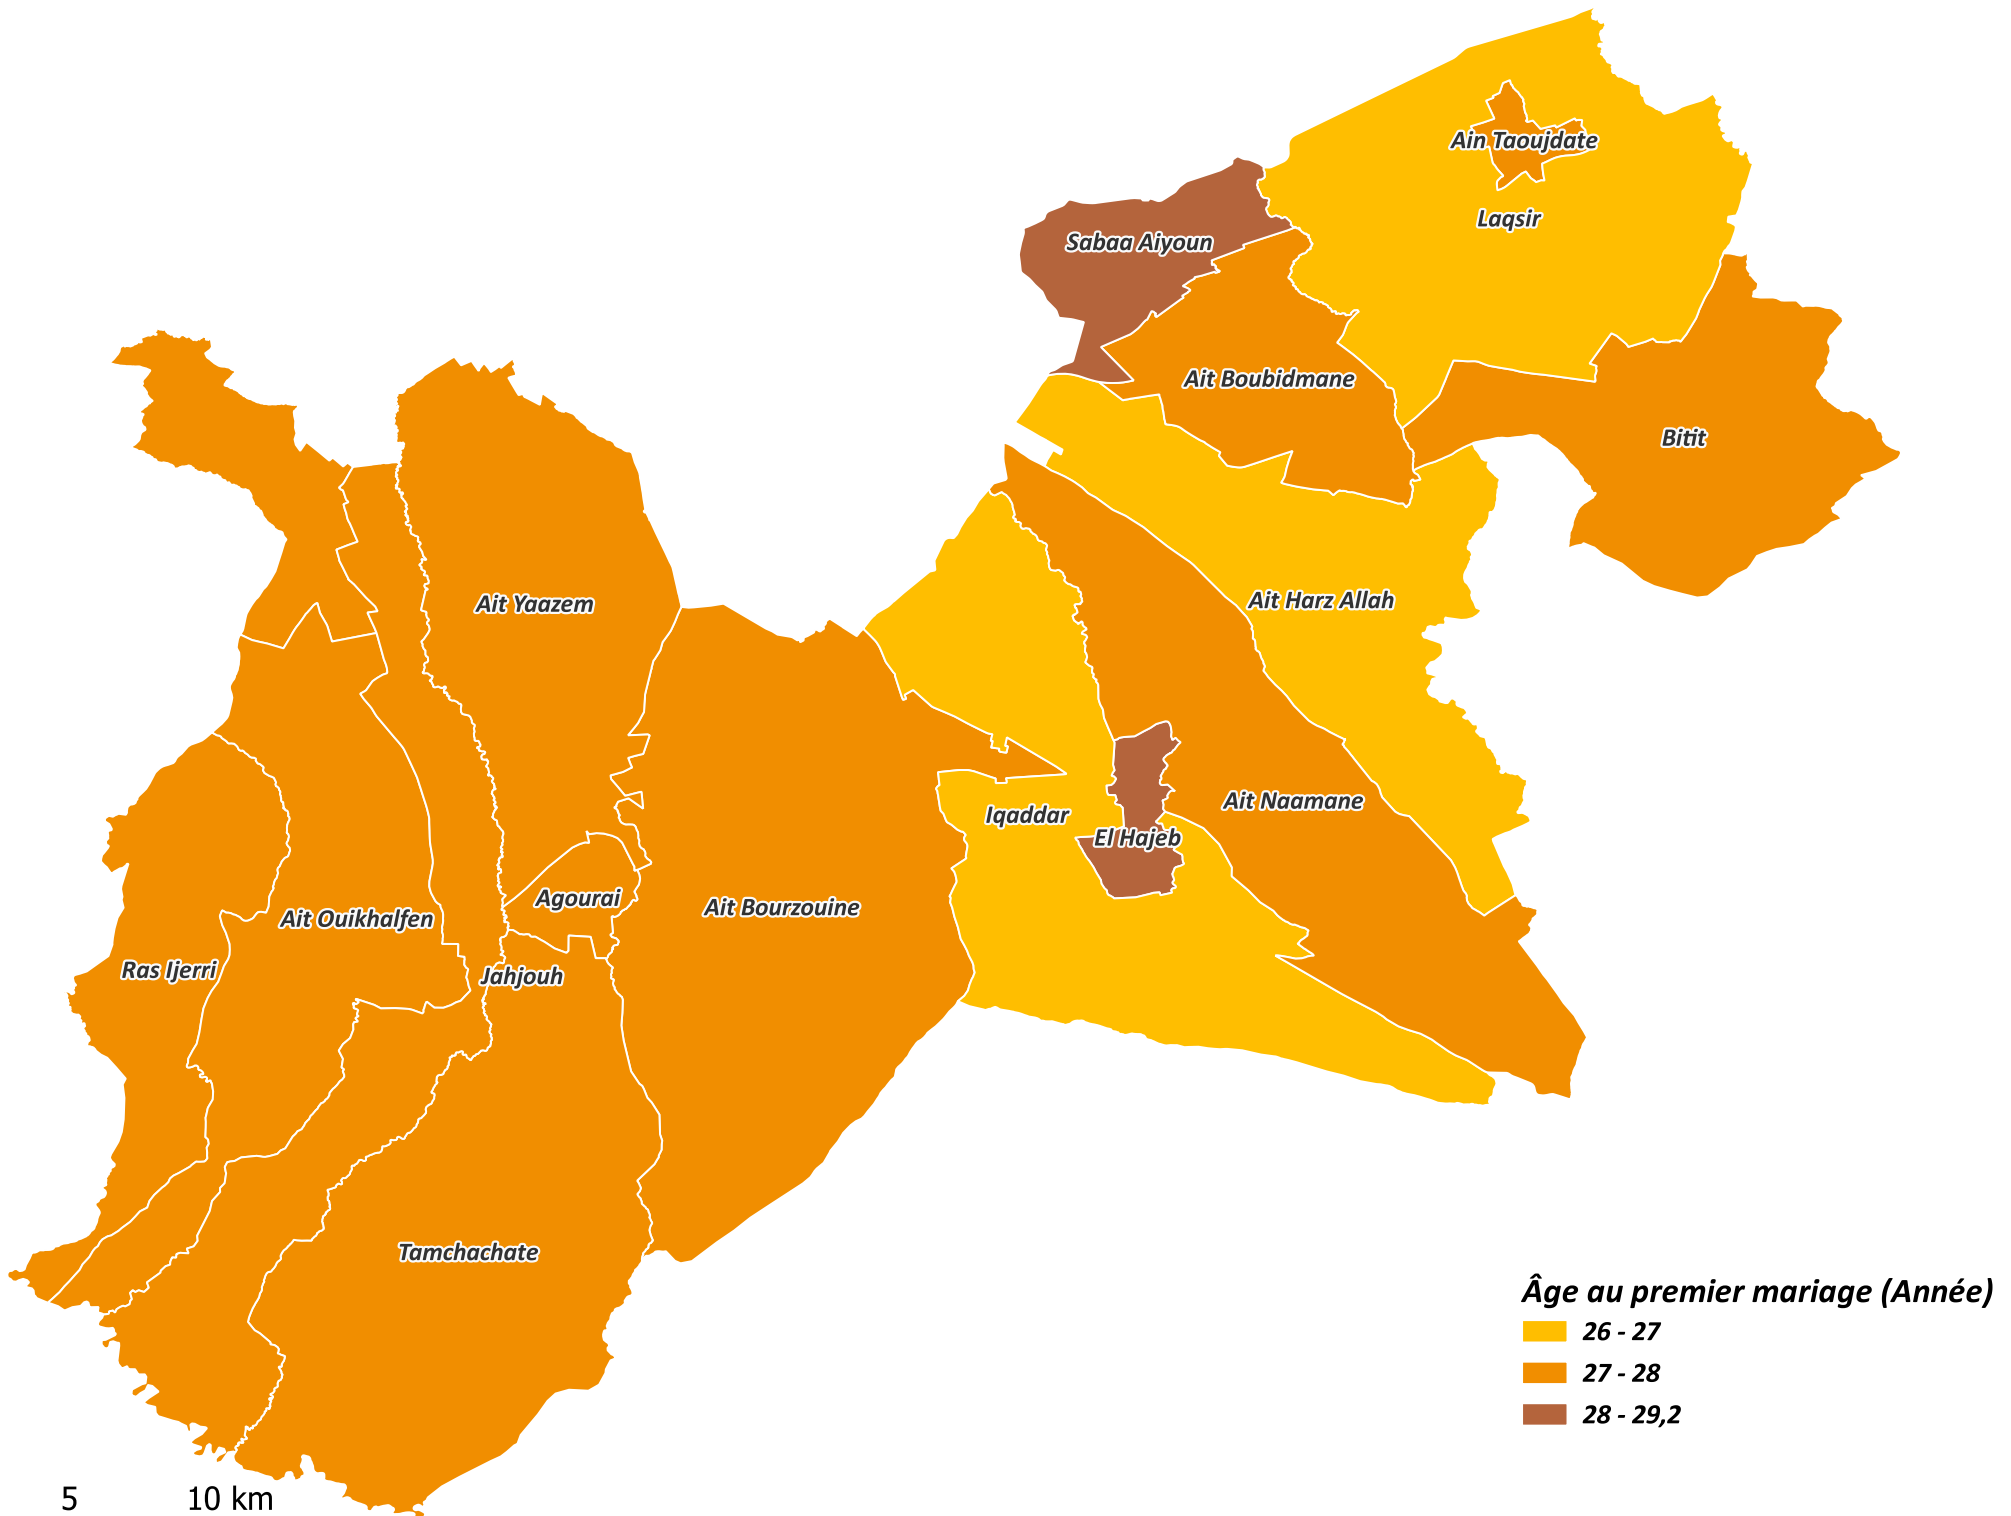 Ain Taoujdate
Laqsir
Sabaa Aiyoun
Ait Boubidmane
Bitit
Ait Yaazem
Ait Harz Allah
Iqaddar
Ait Naamane
El Hajeb
Agourai
Ait Bourzouine
Ait Ouikhalfen
Ras Ijerri
Jahjouh
Tamchachate
Âge au premier mariage (Année)
26 - 27
27 - 28
28 - 29,2
5 10 km